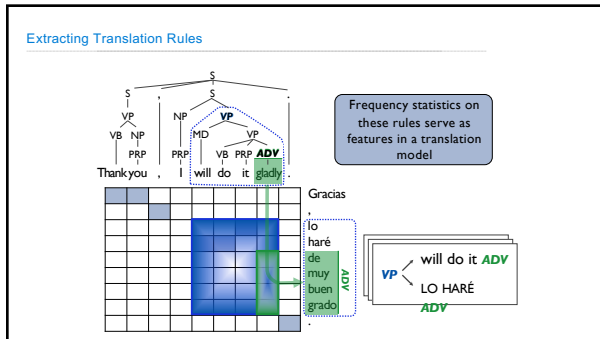 Extracting Translation Rules
S
S , S .
VP NP VP
VB NP MD VP
PRP PRP VB PRP ADV
Thank you , I will do it gladly .
Frequency statistics on
these rules serve as
features in a translation
model
Gracias
,
lo
haré
de
muy
buen
grado
.
ADV
VP
will do it ADV
LO HARÉ
ADV